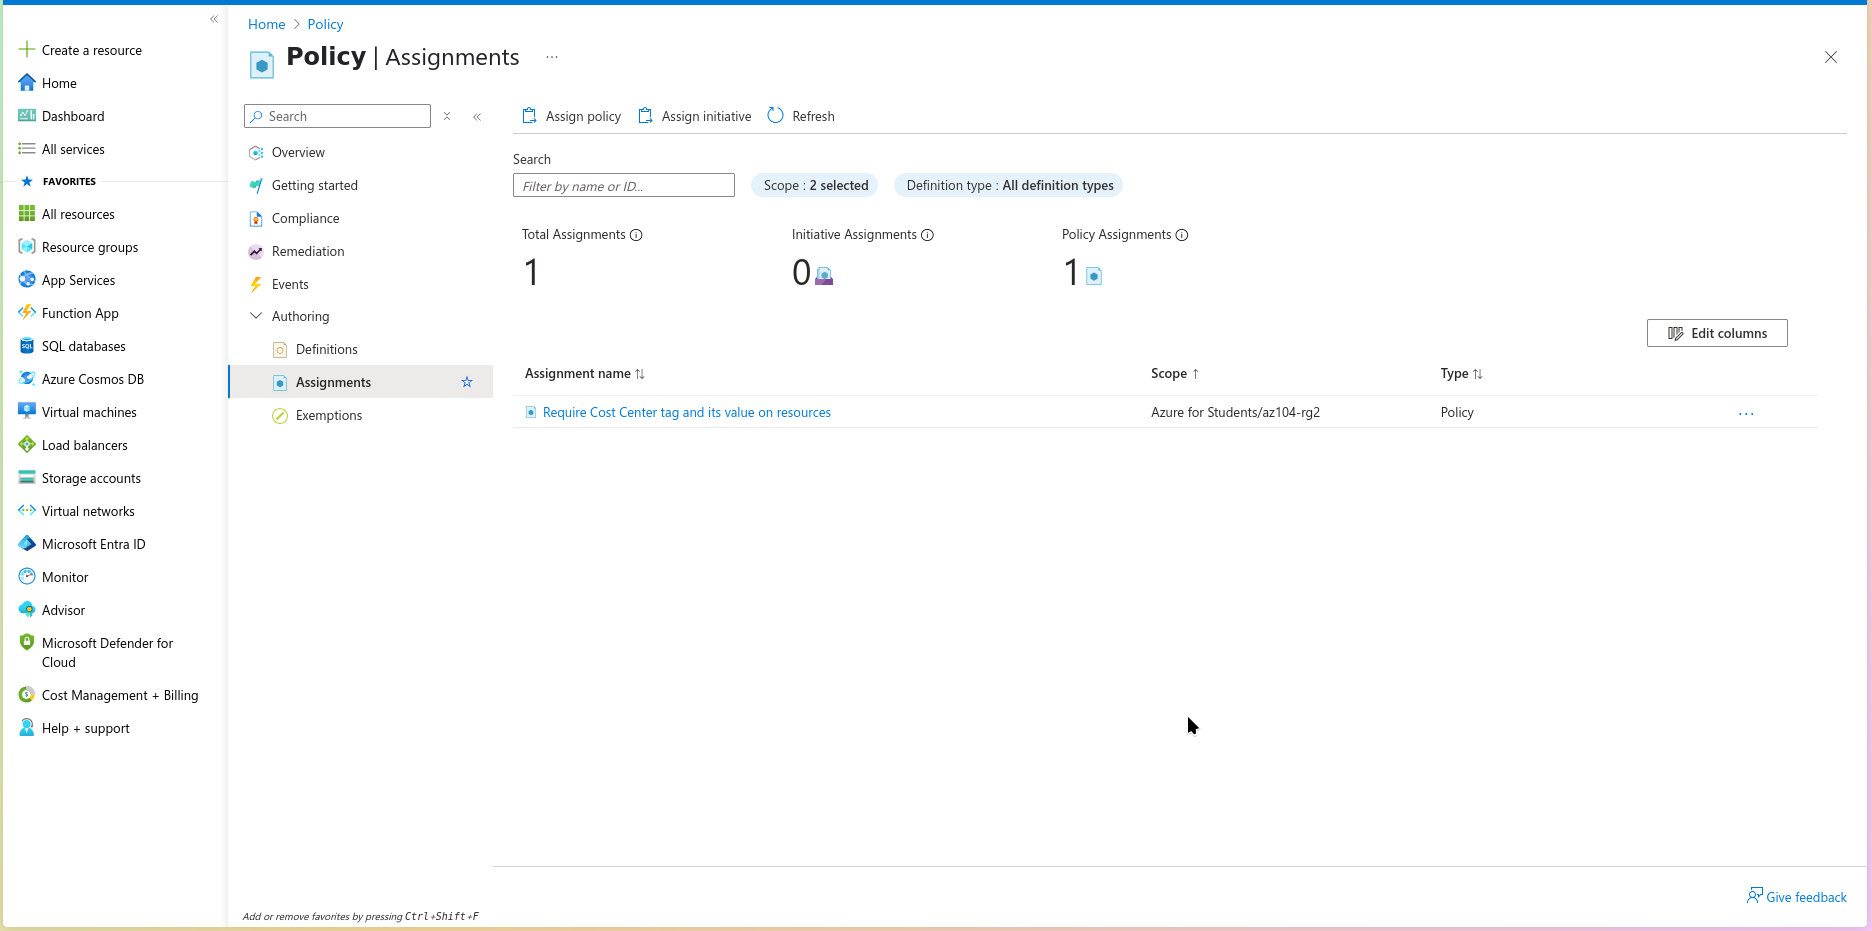 Create a resource
Home
Dashboard
All services
FAVORITES
All resources
Resource groups
App Services
Function App
SQL databases
Azure Cosmos DB
Virtual machines
Load balancers
Storage accounts
Virtual networks
Microsoft Entra ID
Monitor
Advisor
Microsoft Defender for
Cloud
Cost Management + Billing
Help + support
Home > Policy
Policy | Assignments ...
Search
Overview
Getting started
Compliance
Remediation
Events
Authoring
Definitions
Assignments
Exemptions
Add or remove favorites by pressing Ctrl+Shift+F
Assign policy Assign initiative Refresh
Search
Filter by name or ID... Scope : 2 selected Definition type : All definition types
Total Assignments Initiative Assignments Policy Assignments
1 0 1
Edit columns
Assignment name Scope Type
Require Cost Center tag and its value on resources Azure for Students/az104-rg2 Policy ...
Give feedback